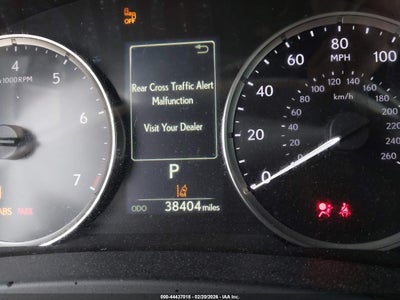 Rear Cross Traffic Alert
Malfunction
Visit Your Dealer
P
ODO 38404 miles
4 5 6 7
x1000RPM
ABS PARK
0 20 40 60 80 100
MPH
km/h
0 20 40 60 80 100 120 140 160 180 200 220 240 260
000-44437018 - 02/20/2026 - IAA Inc.